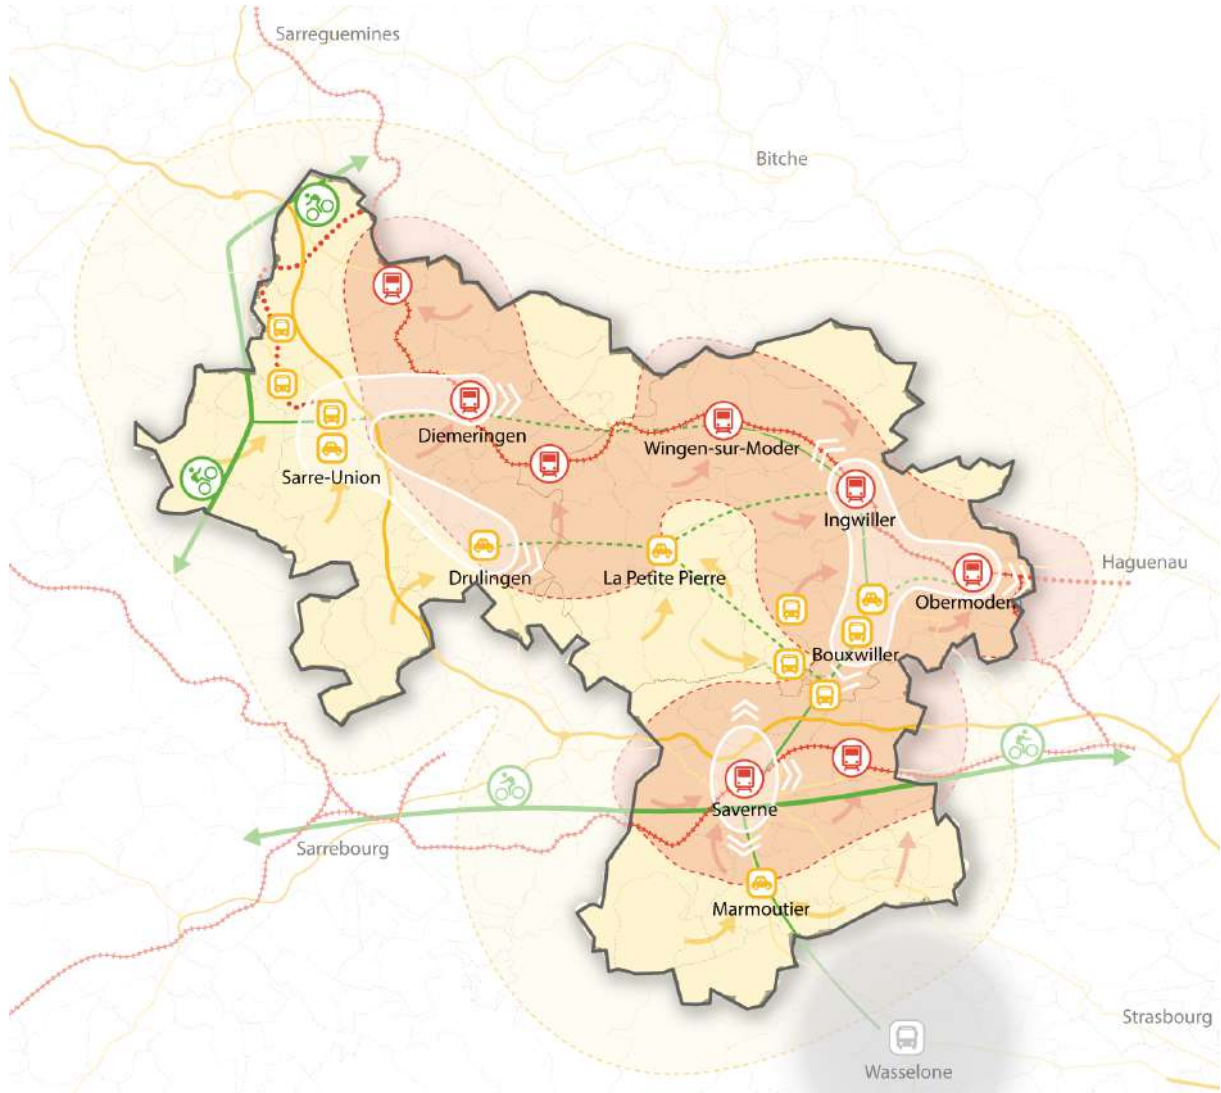 Sarreguemines
Bitche
Diemeringen
Wingen-sur-Moder
Sarre-Union
Ingwiller
Haguenau
Drulingen
La Petite Pierre
Obermodern
Bouxwiller
Saverne
Sarrebourg
Marmoutier
Strasbourg
Wasselone